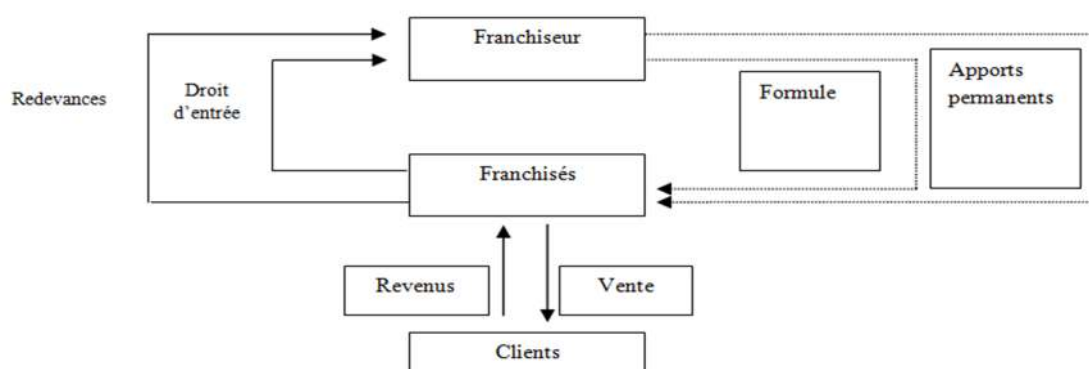 Franchiseur
Redevances
Droit
d'entrée
Formule
Apports
permanents
Franchisés
Revenus
Vente
Clients